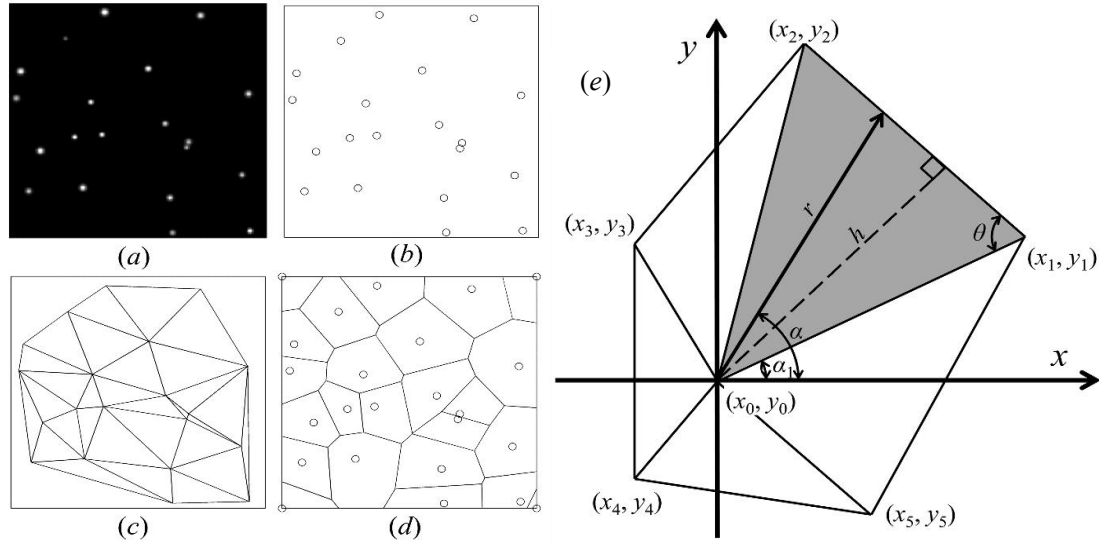 (a)
(b)
(c)
(d)
(e)
y
(x₂, y₂)
(x₃, y₃)
r
h
θ
(x₁, y₁)
α
α₁
x
(x₀, y₀)
(x₄, y₄)
(x₅, y₅)